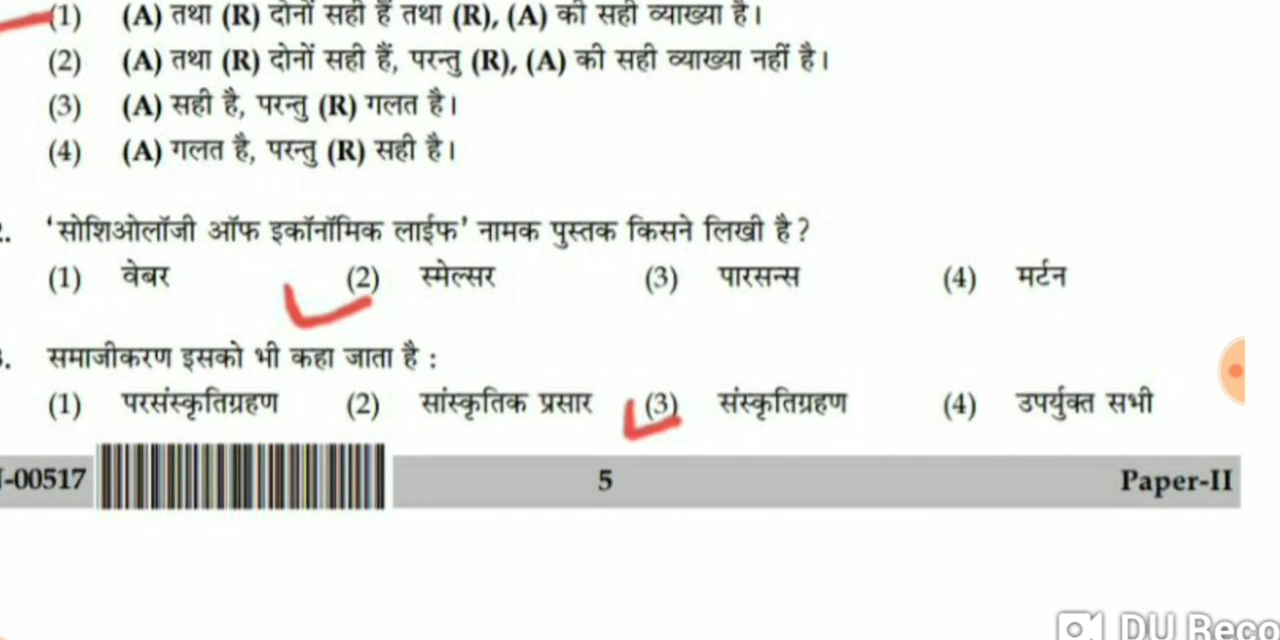 (1) (A) तथा (R) दोनों सही हैं तथा (R), (A) की सही व्याख्या है।
(2) (A) तथा (R) दोनों सही हैं, परन्तु (R), (A) की सही व्याख्या नहीं है।
(3) (A) सही है, परन्तु (R) गलत है।
(4) (A) गलत है, परन्तु (R) सही है।
'सोशिओलॉजी ऑफ इकॉनॉमिक लाईफ' नामक पुस्तक किसने लिखी है?
(1) वेबर (2) स्मेल्सर (3) पारसन्स (4) मर्टन
समाजीकरण इसको भी कहा जाता है :
(1) परसंस्कृतिग्रहण (2) सांस्कृतिक प्रसार (3) संस्कृतिग्रहण (4) उपर्युक्त सभी
-00517 5 Paper-II
DU Reco